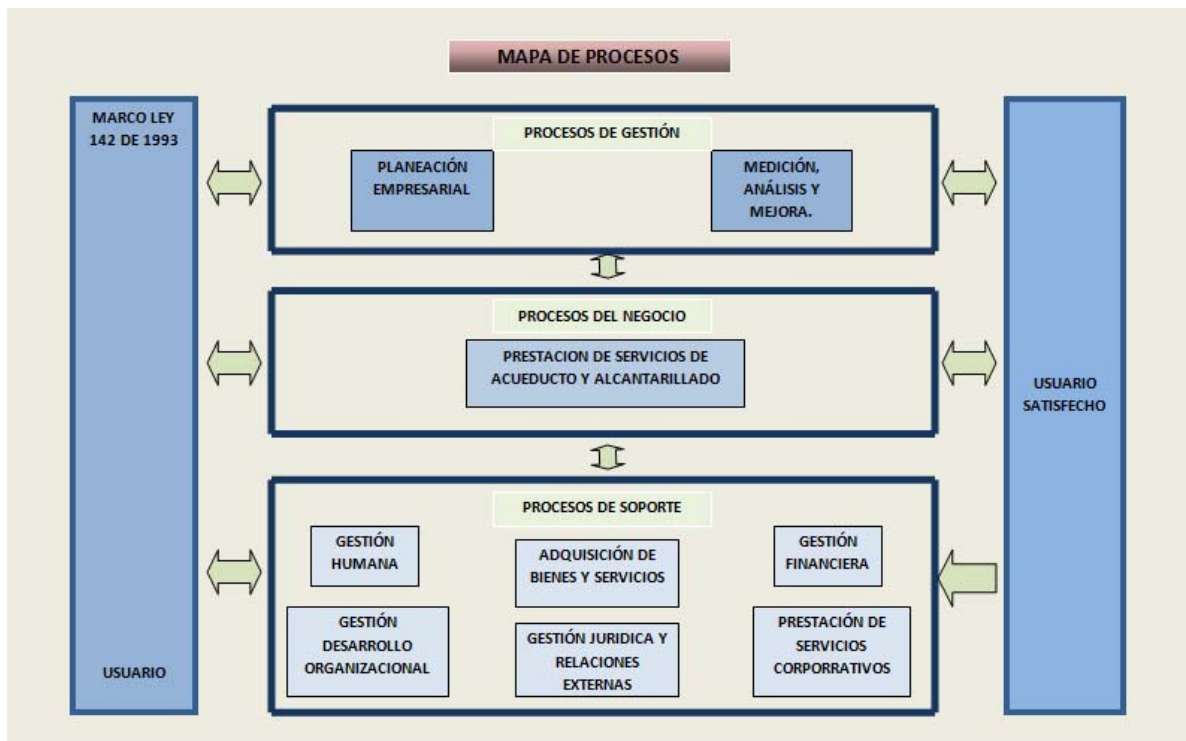 MAPA DE PROCESOS
MARCO LEY
142 DE 1993
USUARIO
PROCESOS DE GESTIÓN
PLANEACIÓN
EMPRESARIAL
MEDICIÓN,
ANÁLISIS Y
MEJORA.
PROCESOS DEL NEGOCIO
PRESTACION DE SERVICIOS DE
ACUEDUCTO Y ALCANTARILLADO
PROCESOS DE SOPORTE
GESTIÓN
HUMANA
ADQUISICIÓN DE
BIENES Y SERVICIOS
GESTIÓN
FINANCIERA
GESTIÓN
DESARROLLO
ORGANIZACIONAL
GESTIÓN JURIDICA Y
RELACIONES
EXTERNAS
PRESTACIÓN DE
SERVICIOS
CORPORRATIVOS
USUARIO
SATISFECHO